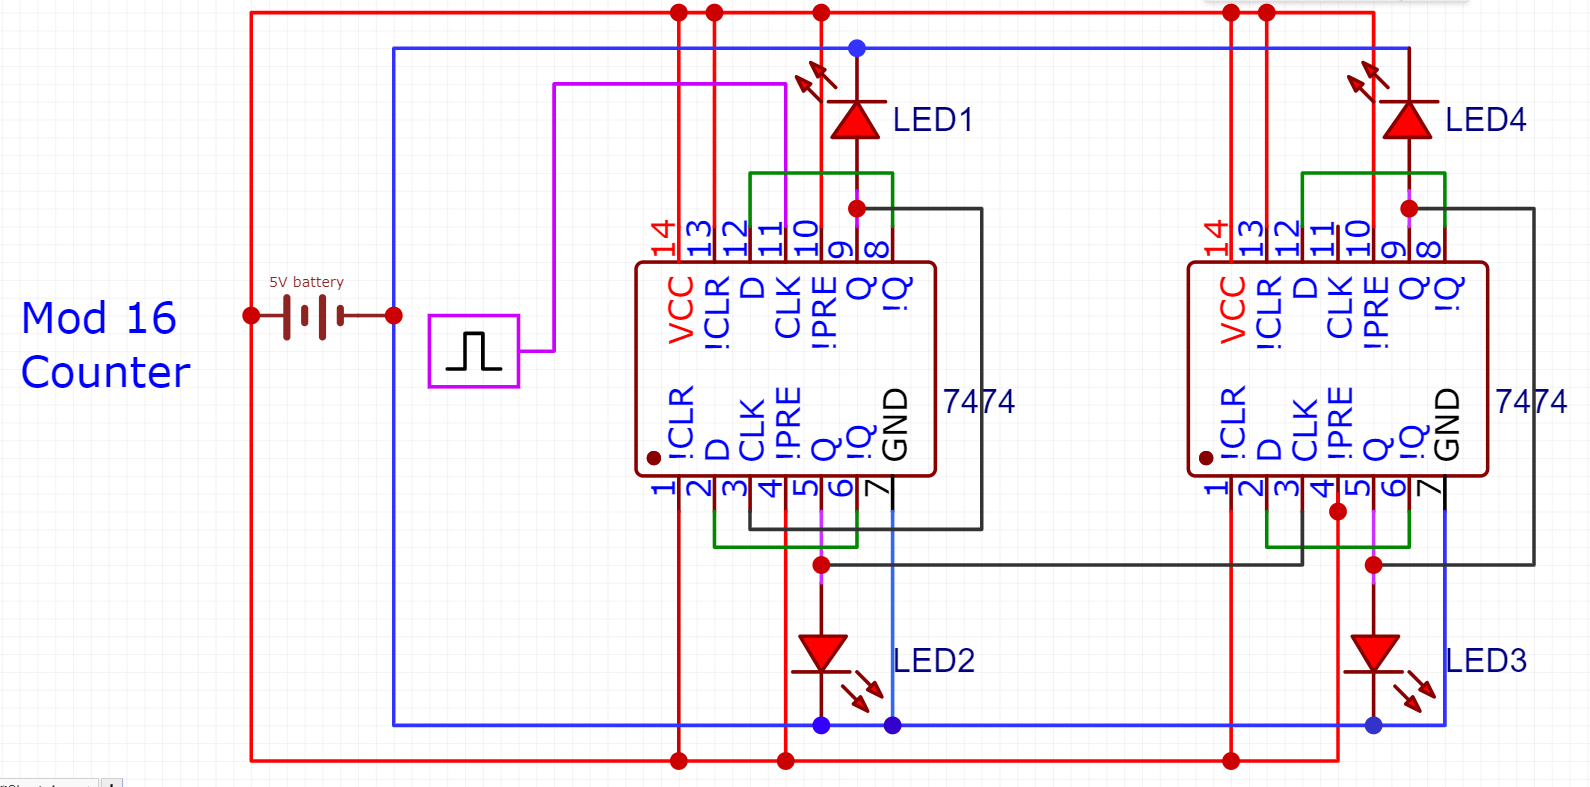 Mod 16
Counter
5V battery
LED1
14
13
12
11
10
9
8
VCC
!CLR
D
CLK
!PRE
Q
!Q
7474
!CLR
D
CLK
!PRE
Q
!Q
GND
1
2
3
4
5
6
7
LED2
LED4
14
13
12
11
10
9
8
VCC
!CLR
D
CLK
!PRE
Q
!Q
7474
!CLR
D
CLK
!PRE
Q
!Q
GND
1
2
3
4
5
6
7
LED3